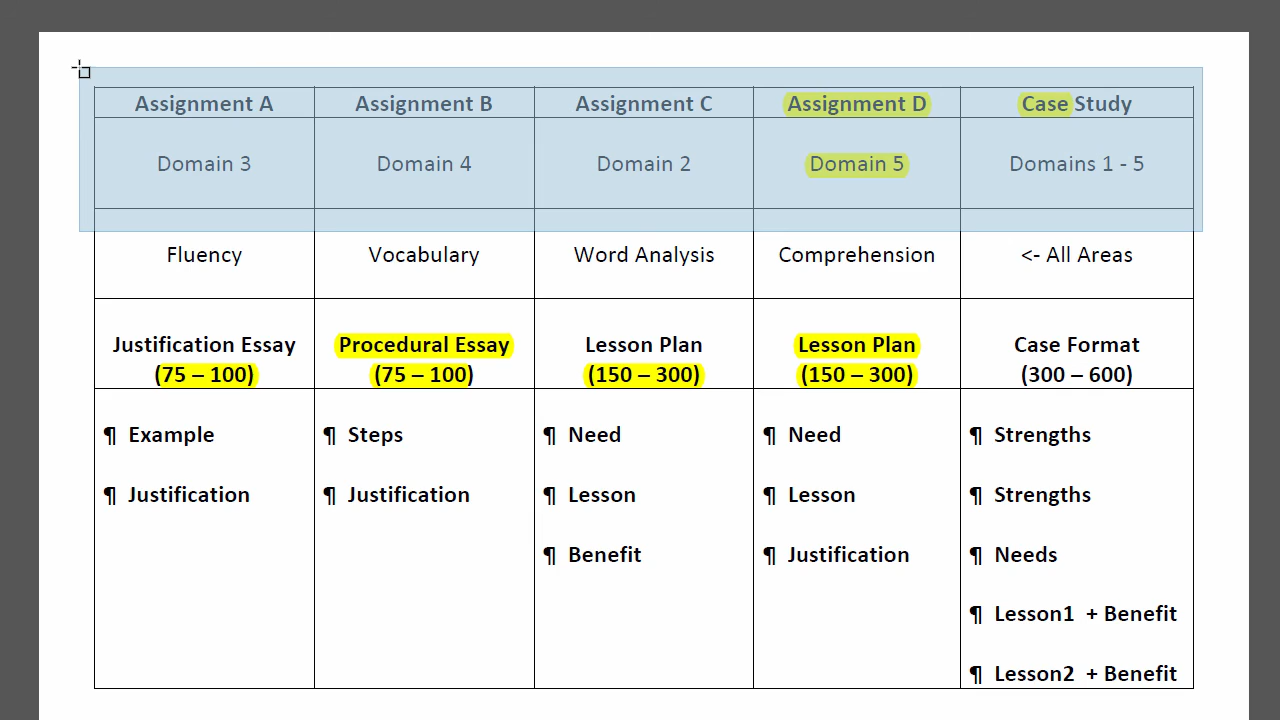 Assignment A Assignment B Assignment C Assignment D Case Study
Domain 3 Domain 4 Domain 2 Domain 5 Domains 1 - 5
Fluency Vocabulary Word Analysis Comprehension <- All Areas
Justification Essay Procedural Essay Lesson Plan Lesson Plan Case Format
(75 – 100) (75 – 100) (150 – 300) (150 – 300) (300 – 600)
¶ Example ¶ Steps ¶ Need ¶ Need ¶ Strengths
¶ Justification ¶ Justification ¶ Lesson ¶ Lesson ¶ Strengths
¶ Benefit ¶ Justification ¶ Needs
¶ Lesson1 + Benefit
¶ Lesson2 + Benefit